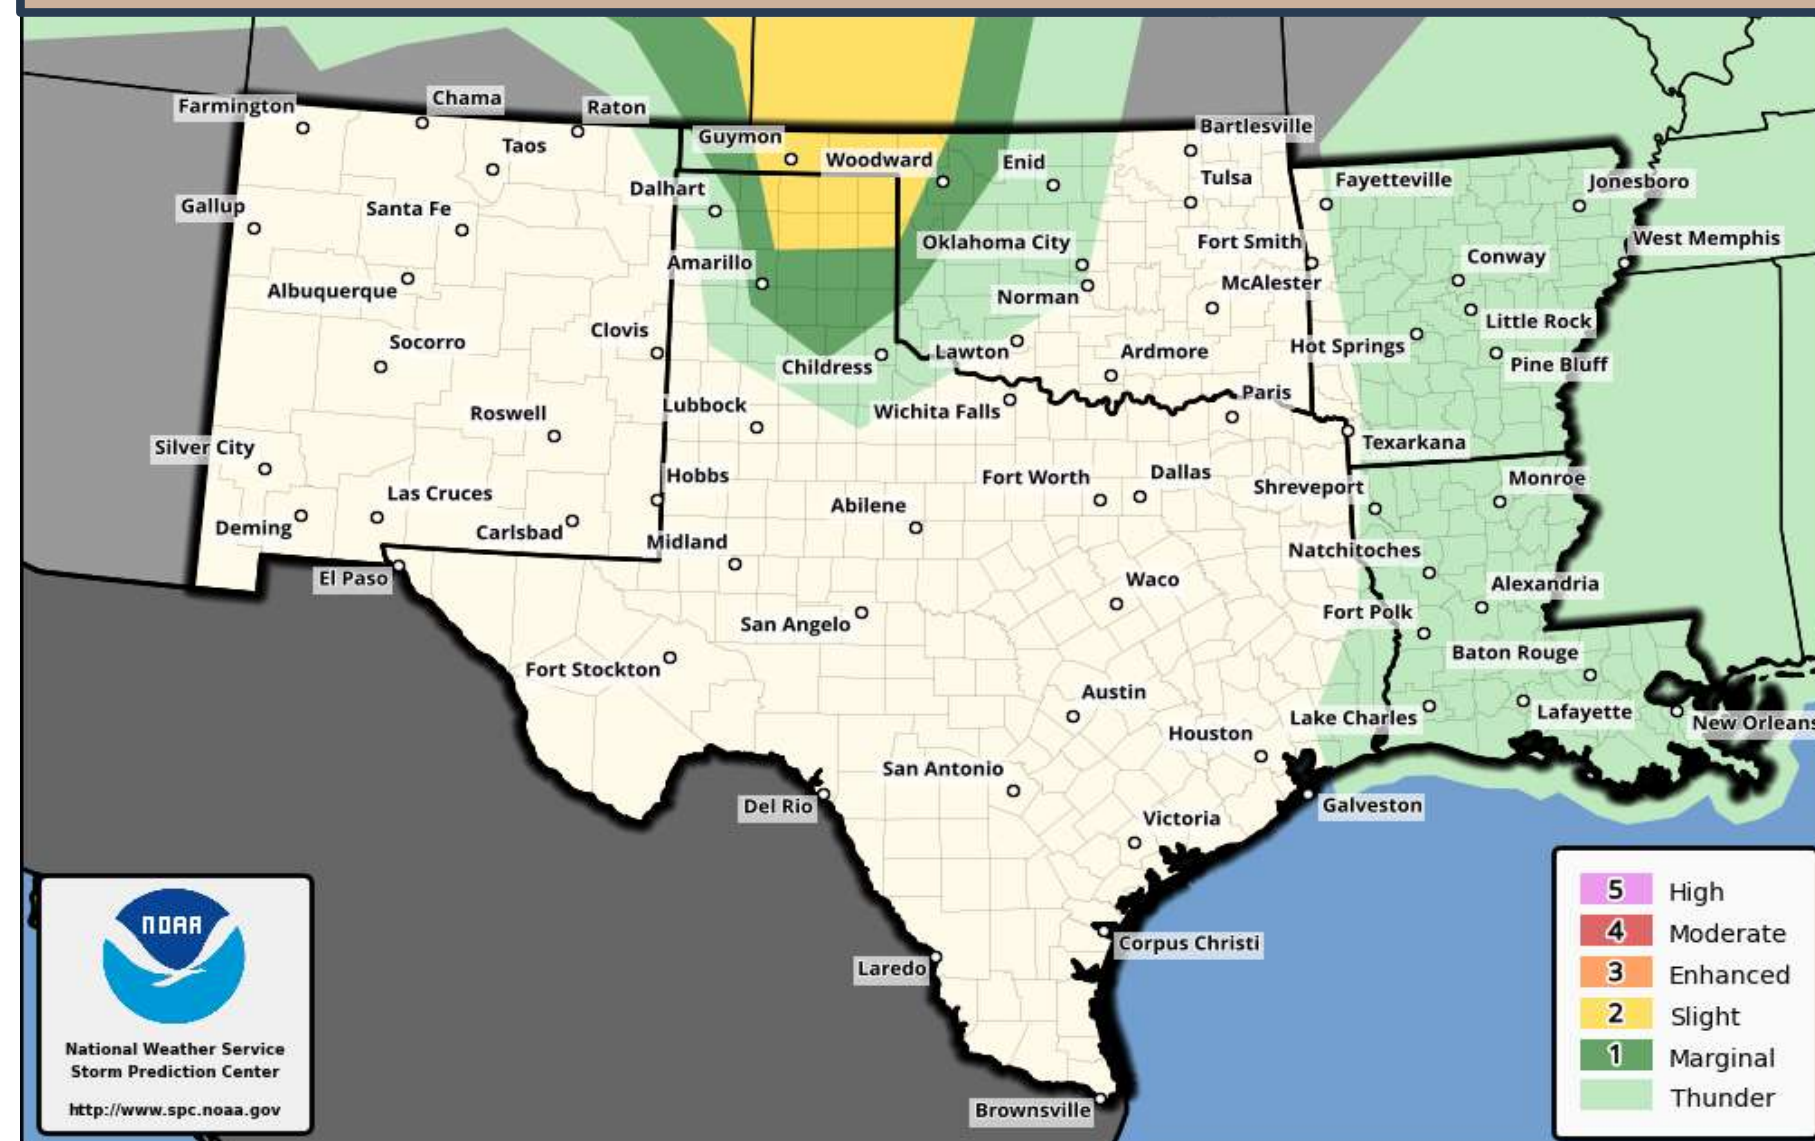 Farmington
Chama
Raton
Taos
Guymon
Woodward
Enid
Bartlesville
Tulsa
Fayetteville
Jonesboro
Dalhart
Gallup
Santa Fe
Oklahoma City
Fort Smith
Conway
West Memphis
Amarillo
Albuquerque
Norman
McAlester
Little Rock
Socorro
Clovis
Childress
Lawton
Ardmore
Hot Springs
Pine Bluff
Roswell
Lubbock
Wichita Falls
Paris
Texarkana
Silver City
Hobbs
Fort Worth
Dallas
Shreveport
Monroe
Las Cruces
Abilene
Deming
Carlsbad
Midland
Natchitoches
El Paso
Waco
Alexandria
San Angelo
Fort Polk
Fort Stockton
Baton Rouge
Austin
Lake Charles
Lafayette
New Orleans
Houston
San Antonio
Del Rio
Galveston
Victoria
Corpus Christi
Laredo
Brownsville
NOAA
National Weather Service
Storm Prediction Center
http://www.spc.noaa.gov
5 High
4 Moderate
3 Enhanced
2 Slight
1 Marginal
Thunder